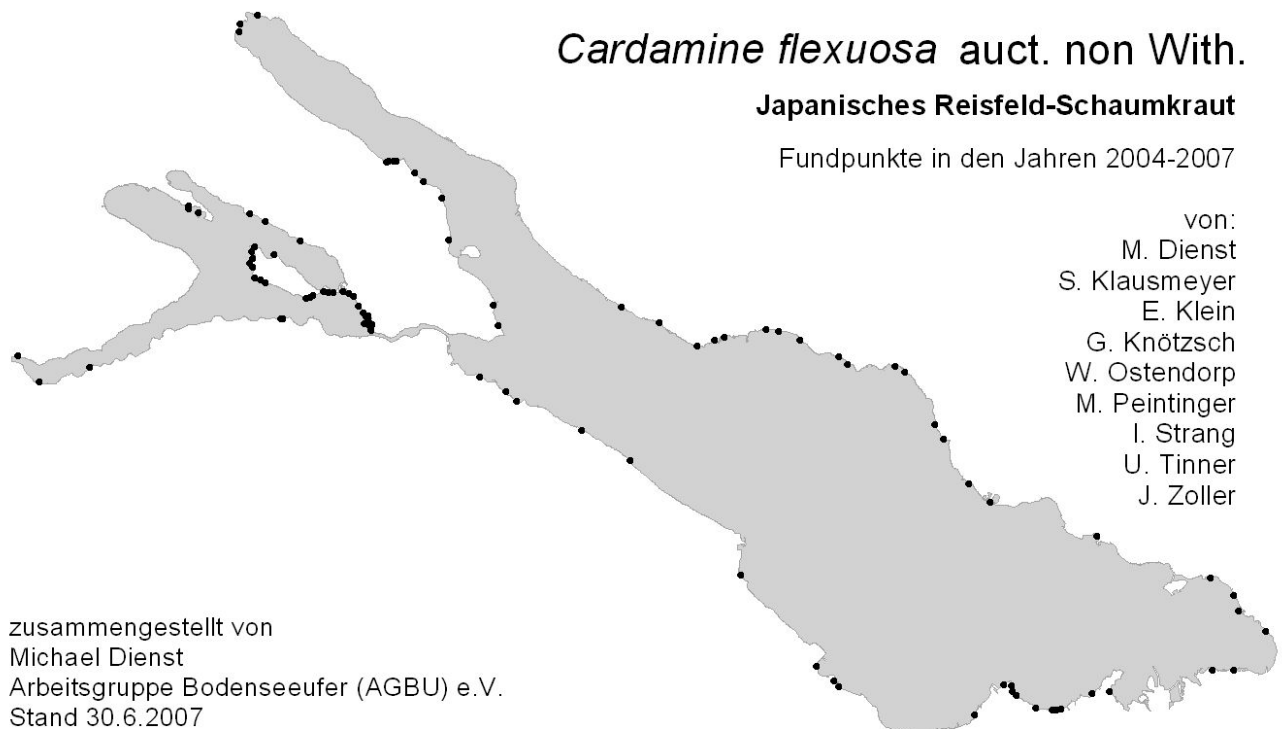 Cardamine flexuosa auct. non With.
Japanisches Reisfeld-Schaumkraut
Fundpunkte in den Jahren 2004-2007
von:
M. Dienst
S. Klausmeyer
E. Klein
G. Knötzsch
W. Ostendorp
M. Peintinger
I. Strang
U. Tinner
J. Zoller
zusammengestellt von
Michael Dienst
Arbeitsgruppe Bodenseeufer (AGBU) e.V.
Stand 30.6.2007